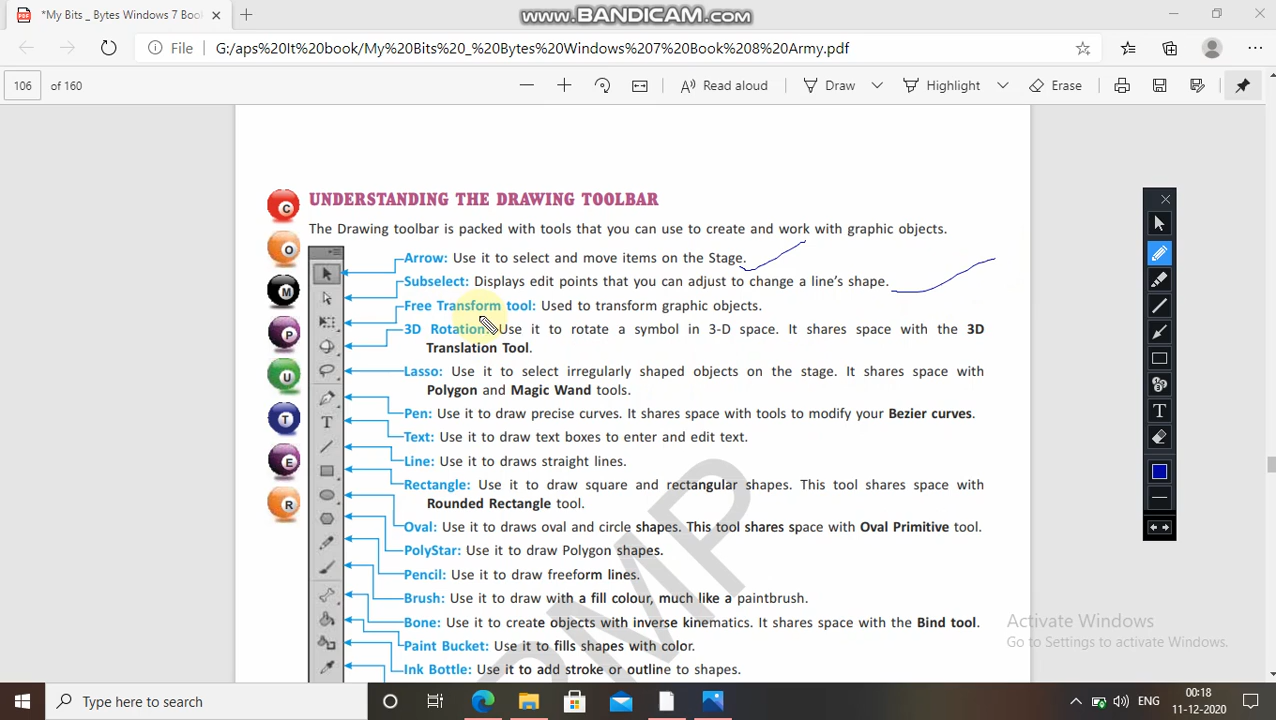 *My Bits _ Bytes Windows 7 Bool
www.BANDICAM.com
File
G:/aps%20It%20book/My%20Bits%20_%20Bytes%20Windows%207%20Book%208%20Army.pdf
106 of 160
Read aloud
Draw
Highlight
Erase
UNDERSTANDING THE DRAWING TOOLBAR
The Drawing toolbar is packed with tools that you can use to create and work with graphic objects.
COMPUTER
Arrow: Use it to select and move items on the Stage.
Subselect: Displays edit points that you can adjust to change a line's shape.
Free Transform tool: Used to transform graphic objects.
3D Rotation: Use it to rotate a symbol in 3-D space. It shares space with the 3D
Translation Tool.
Lasso: Use it to select irregularly shaped objects on the stage. It shares space with
Polygon and Magic Wand tools.
Pen: Use it to draw precise curves. It shares space with tools to modify your Bezier curves.
Text: Use it to draw text boxes to enter and edit text.
Line: Use it to draws straight lines.
Rectangle: Use it to draw square and rectangular shapes. This tool shares space with
Rounded Rectangle tool.
Oval: Use it to draws oval and circle shapes. This tool shares space with Oval Primitive tool.
PolyStar: Use it to draw Polygon shapes.
Pencil: Use it to draw freeform lines.
Brush: Use it to draw with a fill colour, much like a paintbrush.
Bone: Use it to create objects with inverse kinematics. It shares space with the Bind tool.
Paint Bucket: Use it to fills shapes with color.
Ink Bottle: Use it to add stroke or outline to shapes.
PMP
Activate Windows
Go to Settings to activate Windows.
Type here to search
ENG
00:18
11-12-2020